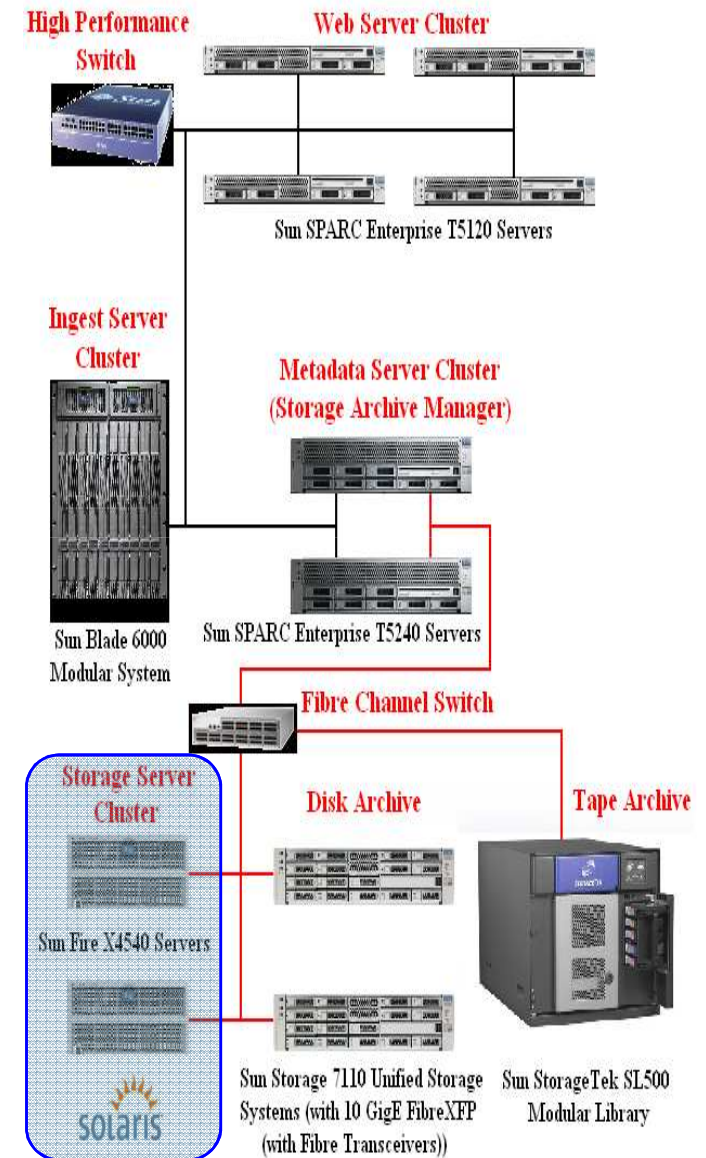 High Performance
Switch
Web Server Cluster
Sun
Sun SPARC Enterprise T5120 Servers
Ingest Server
Cluster
Metadata Server Cluster
(Storage Archive Manager)
Sun Blade 6000
Modular System
Sun SPARC Enterprise T5240 Servers
Fibre Channel Switch
Storage Server
Cluster
Disk Archive
Tape Archive
StorageTek
Sun Fire X4540 Servers
solaris
Sun Storage 7110 Unified Storage
Systems (with 10 GigE FibreXFP
(with Fibre Transceivers))
Sun StorageTek SL500
Modular Library